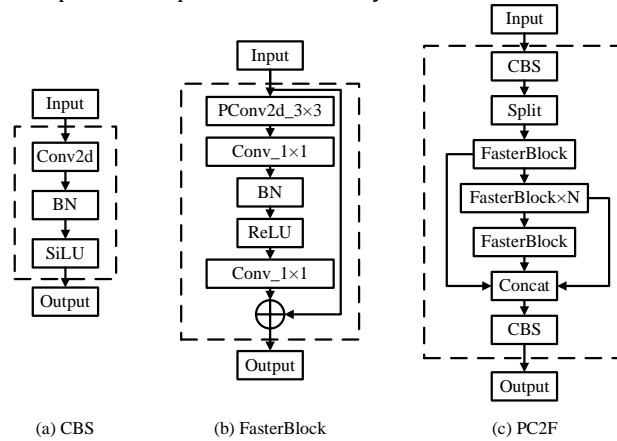 Input
Conv2d
BN
SiLU
Output
(a) CBS
Input
PConv2d_3×3
Conv_1×1
BN
ReLU
Conv_1×1
Output
(b) FasterBlock
Input
CBS
Split
FasterBlock
FasterBlock×N
FasterBlock
Concat
CBS
Output
(c) PC2F